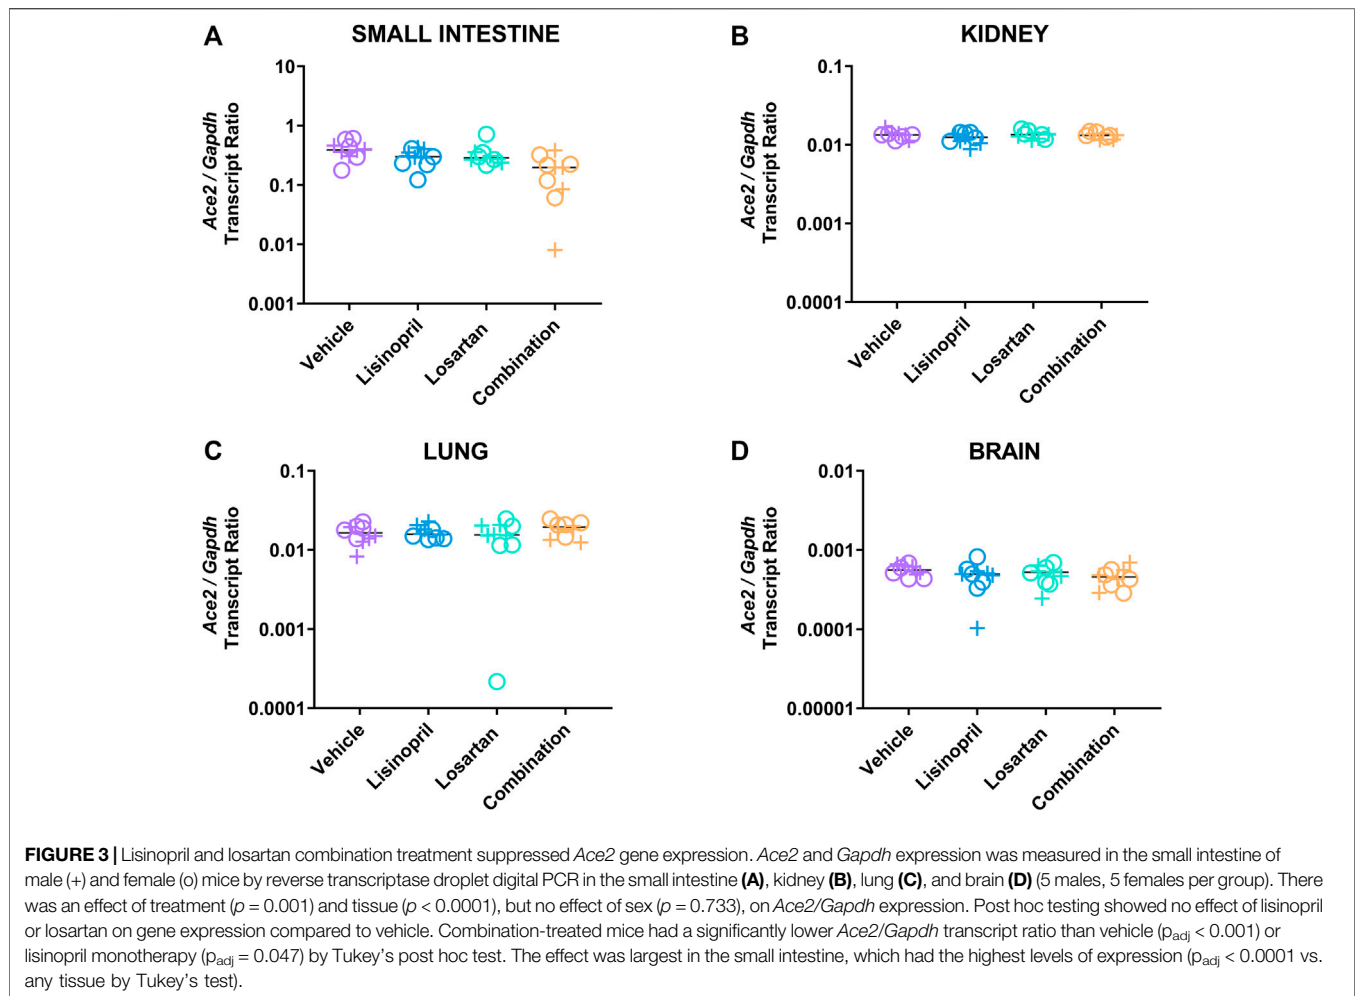 A
SMALL INTESTINE
Ace2 / Gapdh
Transcript Ratio
10
1
0.1
0.01
0.001
Vehicle
Lisinopril
Losartan
Combination
B
KIDNEY
Ace2 / Gapdh
Transcript Ratio
0.1
0.01
0.001
0.0001
Vehicle
Lisinopril
Losartan
Combination
C
LUNG
Ace2 / Gapdh
Transcript Ratio
0.1
0.01
0.001
0.0001
Vehicle
Lisinopril
Losartan
Combination
D
BRAIN
Ace2 / Gapdh
Transcript Ratio
0.01
0.001
0.0001
0.00001
Vehicle
Lisinopril
Losartan
Combination
FIGURE 3 | Lisinopril and losartan combination treatment suppressed Ace2 gene expression. Ace2 and Gapdh expression was measured in the small intestine of
male (+) and female (o) mice by reverse transcriptase droplet digital PCR in the small intestine (A), kidney (B), lung (C), and brain (D) (5 males, 5 females per group). There
was an effect of treatment (p = 0.001) and tissue (p < 0.0001), but no effect of sex (p = 0.733), on Ace2/Gapdh expression. Post hoc testing showed no effect of lisinopril
or losartan on gene expression compared to vehicle. Combination-treated mice had a significantly lower Ace2/Gapdh transcript ratio than vehicle (padj < 0.001) or
lisinopril monotherapy (padj = 0.047) by Tukey's post hoc test. The effect was largest in the small intestine, which had the highest levels of expression (padj < 0.0001 vs.
any tissue by Tukey's test).